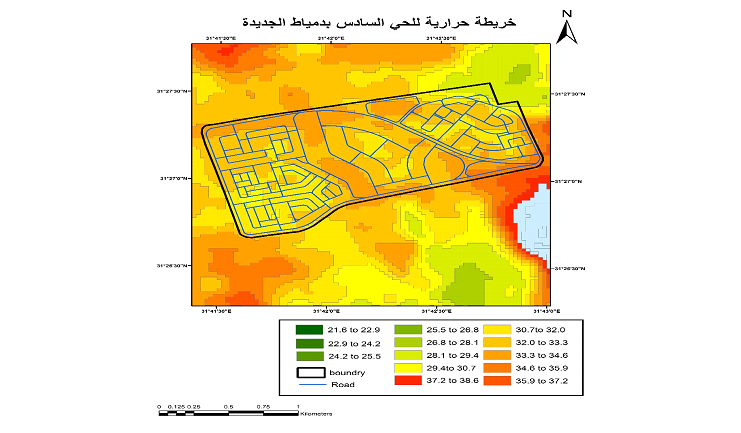 خريطة حرارية للحي السادس بدمياط الجديدة
N
31°41'30"E 31°42'0"E 31°42'30"E
31°27'30"N 31°27'30"N
31°27'0"N 31°27'0"N
31°26'30"N 31°26'30"N
31°41'30"E 31°42'0"E 31°42'30"E 31°43'0"E
21.6 to 22.9 25.5 to 26.8 30.7to 32.0
22.9 to 24.2 26.8 to 28.1 32.0 to 33.3
24.2 to 25.5 28.1 to 29.4 33.3 to 34.6
boundry 29.4to 30.7 34.6 to 35.9
Road 37.2 to 38.6 35.9 to 37.2
0 0.125 0.25 0.5 0.75 1
Kilometers